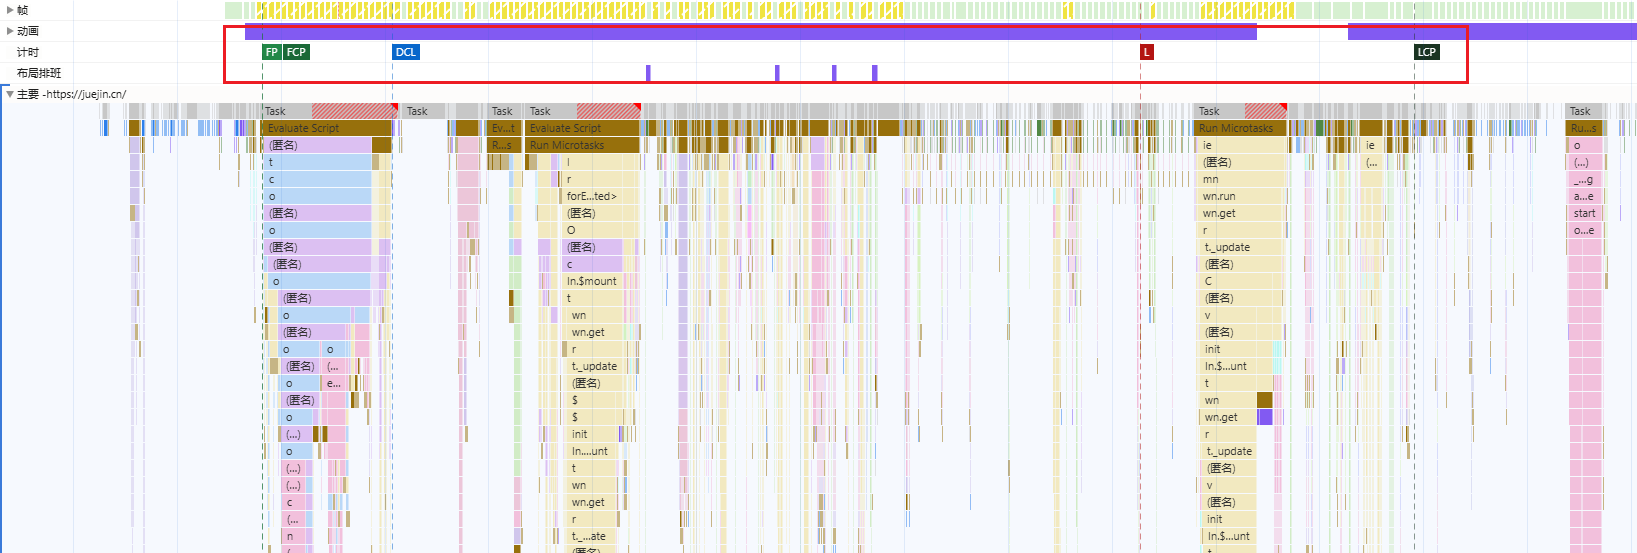 帧
动画
计时 FP FCP DCL L LCP
布局排班
主要 -https://juejin.cn/
Task Task Task Task Task Task
Evaluate Script Ev...t Evaluate Script Run Microtasks Ru...s
(匿名) R...s Run Microtasks ie ie o
t l (匿名) (... (...)
c r mn _...g
o forE...ted> wn.run a...e
(匿名) (匿名) wn.get start
o O r o...e
(匿名) (匿名) t._update
(匿名) c (匿名)
o In.$mount C
(匿名) t (匿名)
o wn v
(匿名) wn.get (匿名)
o o r init
(匿名) (... t._update In.$...unt
o e... (匿名) t
(匿名) $ wn
o $ wn.get
(...) init r
o In....unt t._update
(...) t (匿名)
(...) wn v
c wn.get (匿名)
(... r init
n t._...ate In.$...unt
(匿名) t